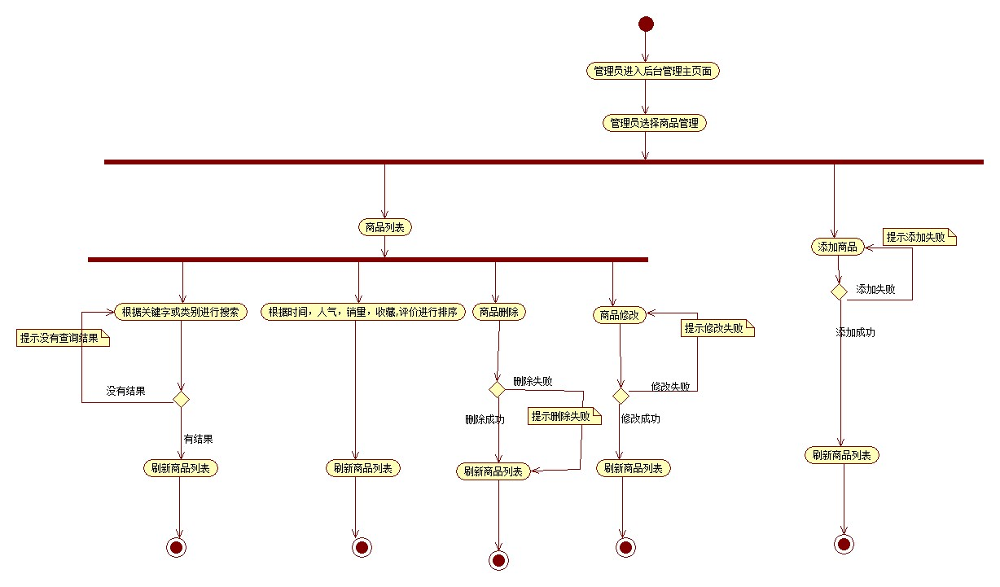 管理员进入后台管理主页面
管理员选择商品管理
商品列表
提示添加失败
添加商品
添加失败
根据关键字或类别进行搜索
根据时间，人气，销量，收藏,评价进行排序
商品删除
商品修改
提示没有查询结果
提示修改失败
添加成功
没有结果
删除失败
修改失败
提示删除失败
删除成功
修改成功
有结果
刷新商品列表
刷新商品列表
刷新商品列表
刷新商品列表
刷新商品列表